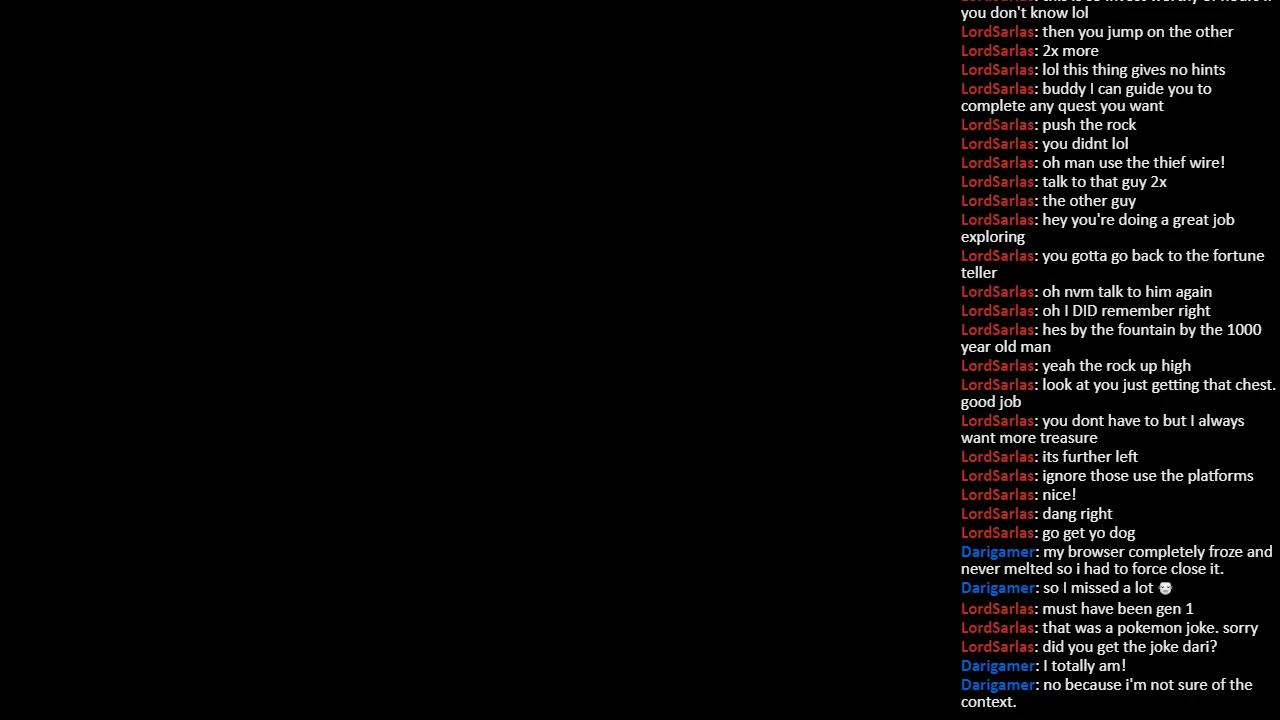 you don't know lol
LordSarlas: then you jump on the other
LordSarlas: 2x more
LordSarlas: lol this thing gives no hints
LordSarlas: buddy I can guide you to
complete any quest you want
LordSarlas: push the rock
LordSarlas: you didnt lol
LordSarlas: oh man use the thief wire!
LordSarlas: talk to that guy 2x
LordSarlas: the other guy
LordSarlas: hey you're doing a great job
exploring
LordSarlas: you gotta go back to the fortune
teller
LordSarlas: oh nvm talk to him again
LordSarlas: oh I DID remember right
LordSarlas: hes by the fountain by the 1000
year old man
LordSarlas: yeah the rock up high
LordSarlas: look at you just getting that chest.
good job
LordSarlas: you dont have to but I always
want more treasure
LordSarlas: its further left
LordSarlas: ignore those use the platforms
LordSarlas: nice!
LordSarlas: dang right
LordSarlas: go get yo dog
Darigamer: my browser completely froze and
never melted so i had to force close it.
Darigamer: so I missed a lot
LordSarlas: must have been gen 1
LordSarlas: that was a pokemon joke. sorry
LordSarlas: did you get the joke dari?
Darigamer: I totally am!
Darigamer: no because i'm not sure of the
context.